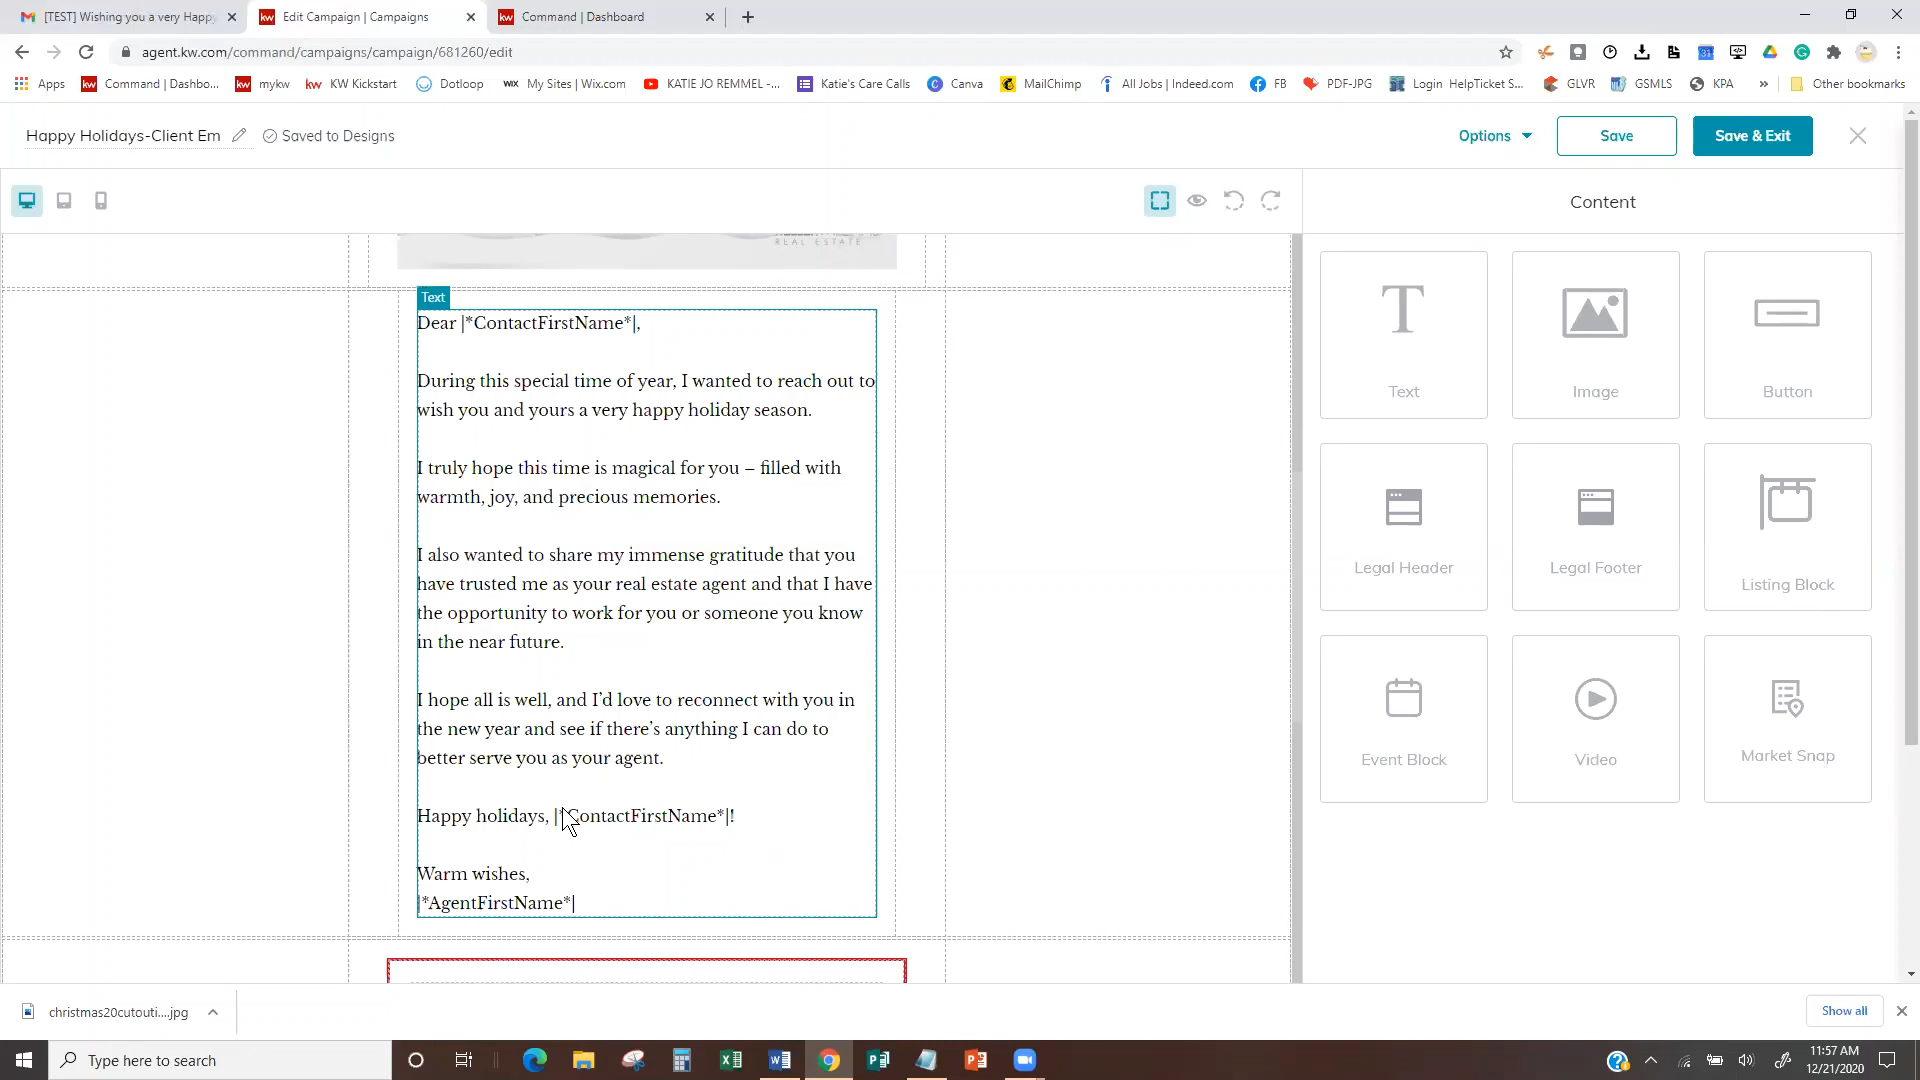 [TEST] Wishing you a very Happy
Edit Campaign | Campaigns
Command | Dashboard
agent.kw.com/command/campaigns/campaign/681260/edit
Apps
Command | Dashbo...
mykw
KW Kickstart
Dotloop
My Sites | Wix.com
KATIE JO REMMEL -...
Katie's Care Calls
Canva
MailChimp
All Jobs | Indeed.com
FB
PDF-JPG
Login HelpTicket S...
GLVR
GSMLS
KPA
»
Other bookmarks
Happy Holidays-Client Em
Saved to Designs
Options
Save
Save & Exit
Content
REAL ESTATE
Text
Dear |*ContactFirstName*|,
During this special time of year, I wanted to reach out to
wish you and yours a very happy holiday season.
I truly hope this time is magical for you – filled with
warmth, joy, and precious memories.
I also wanted to share my immense gratitude that you
have trusted me as your real estate agent and that I have
the opportunity to work for you or someone you know
in the near future.
I hope all is well, and I’d love to reconnect with you in
the new year and see if there’s anything I can do to
better serve you as your agent.
Happy holidays, |*ContactFirstName*|!
Warm wishes,
|*AgentFirstName*|
Text
Image
Button
Legal Header
Legal Footer
Listing Block
Event Block
Video
Market Snap
christmas20cutouti....jpg
Show all
Type here to search
11:57 AM
12/21/2020